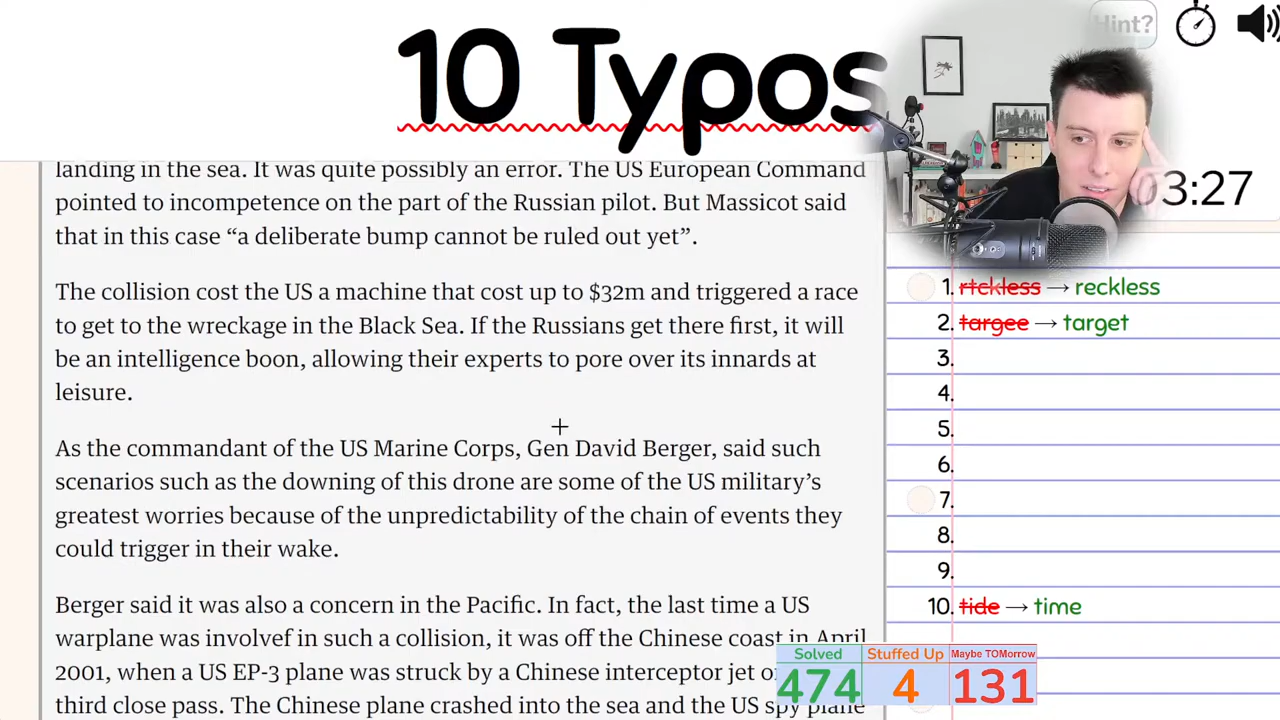 10 Typos
Hint?
03:27
landing in the sea. It was quite possibly an error. The US European Command
pointed to incompetence on the part of the Russian pilot. But Massicot said
that in this case “a deliberate bump cannot be ruled out yet”.
The collision cost the US a machine that cost up to $32m and triggered a race
to get to the wreckage in the Black Sea. If the Russians get there first, it will
be an intelligence boon, allowing their experts to pore over its innards at
leisure.
As the commandant of the US Marine Corps, Gen David Berger, said such
scenarios such as the downing of this drone are some of the US military’s
greatest worries because of the unpredictability of the chain of events they
could trigger in their wake.
Berger said it was also a concern in the Pacific. In fact, the last time a US
warplane was involvef in such a collision, it was off the Chinese coast in April
2001, when a US EP-3 plane was struck by a Chinese interceptor jet
third close pass. The Chinese plane crashed into the sea and the US spy plane
1. rtckless → reckless
2. targee → target
3.
4.
5.
6.
7.
8.
9.
10. tide → time
Solved Stuffed Up Maybe TOMorrow
474 4 131